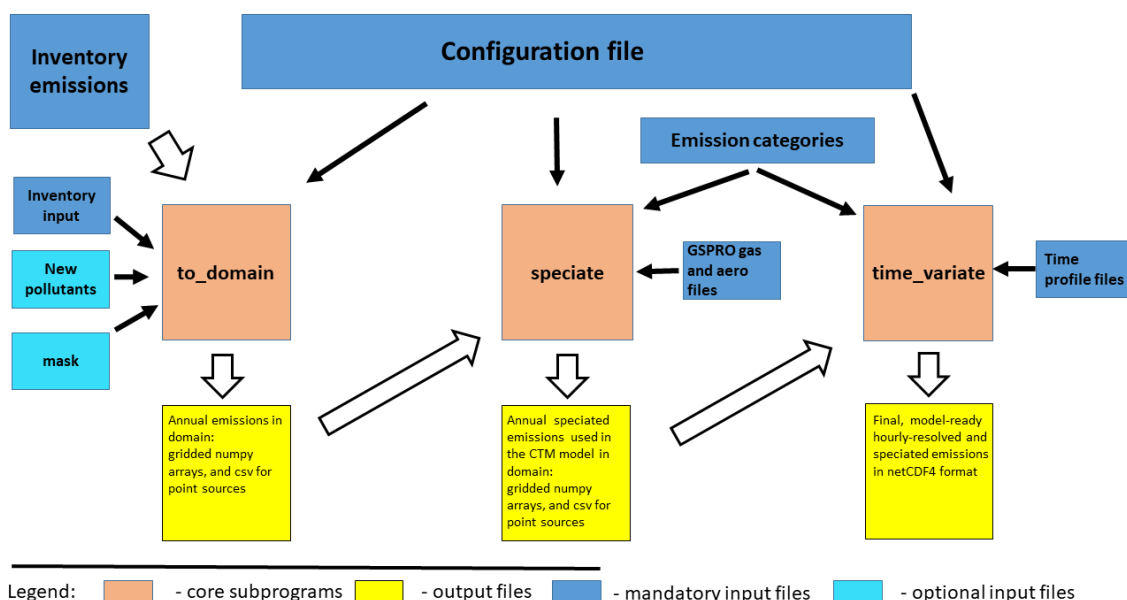 Inventory
emissions
Configuration file
Emission categories
Inventory
input
New
pollutants
mask
to_domain
speciate
GSPRO gas
and aero
files
time_variate
Time
profile files
Annual emissions in
domain:
gridded numpy
arrays, and csv for
point sources
Annual speciated
emissions used in
the CTM model in
domain:
gridded numpy
arrays, and csv for
point sources
Final, model-ready
hourly-resolved and
speciated emissions
in netCDF4 format
Legend: - core subprograms - output files - mandatory input files - optional input files